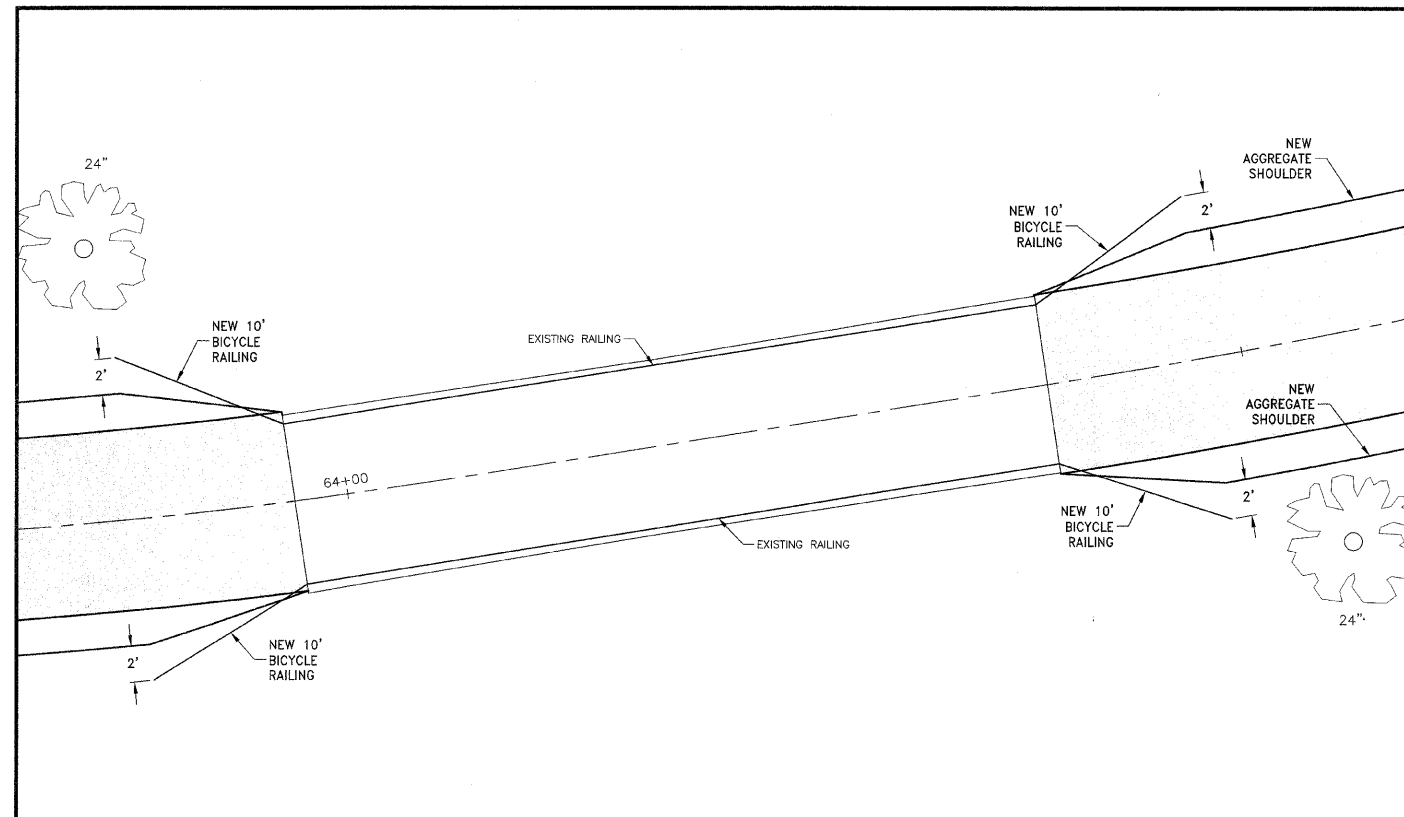 24"
NEW
AGGREGATE
SHOULDER
2'
NEW 10'
BICYCLE
RAILING
NEW 10'
BICYCLE
RAILING
EXISTING RAILING
2'
NEW
AGGREGATE
SHOULDER
64+00
2'
NEW 10'
BICYCLE
RAILING
EXISTING RAILING
24"
NEW 10'
BICYCLE
RAILING
2'